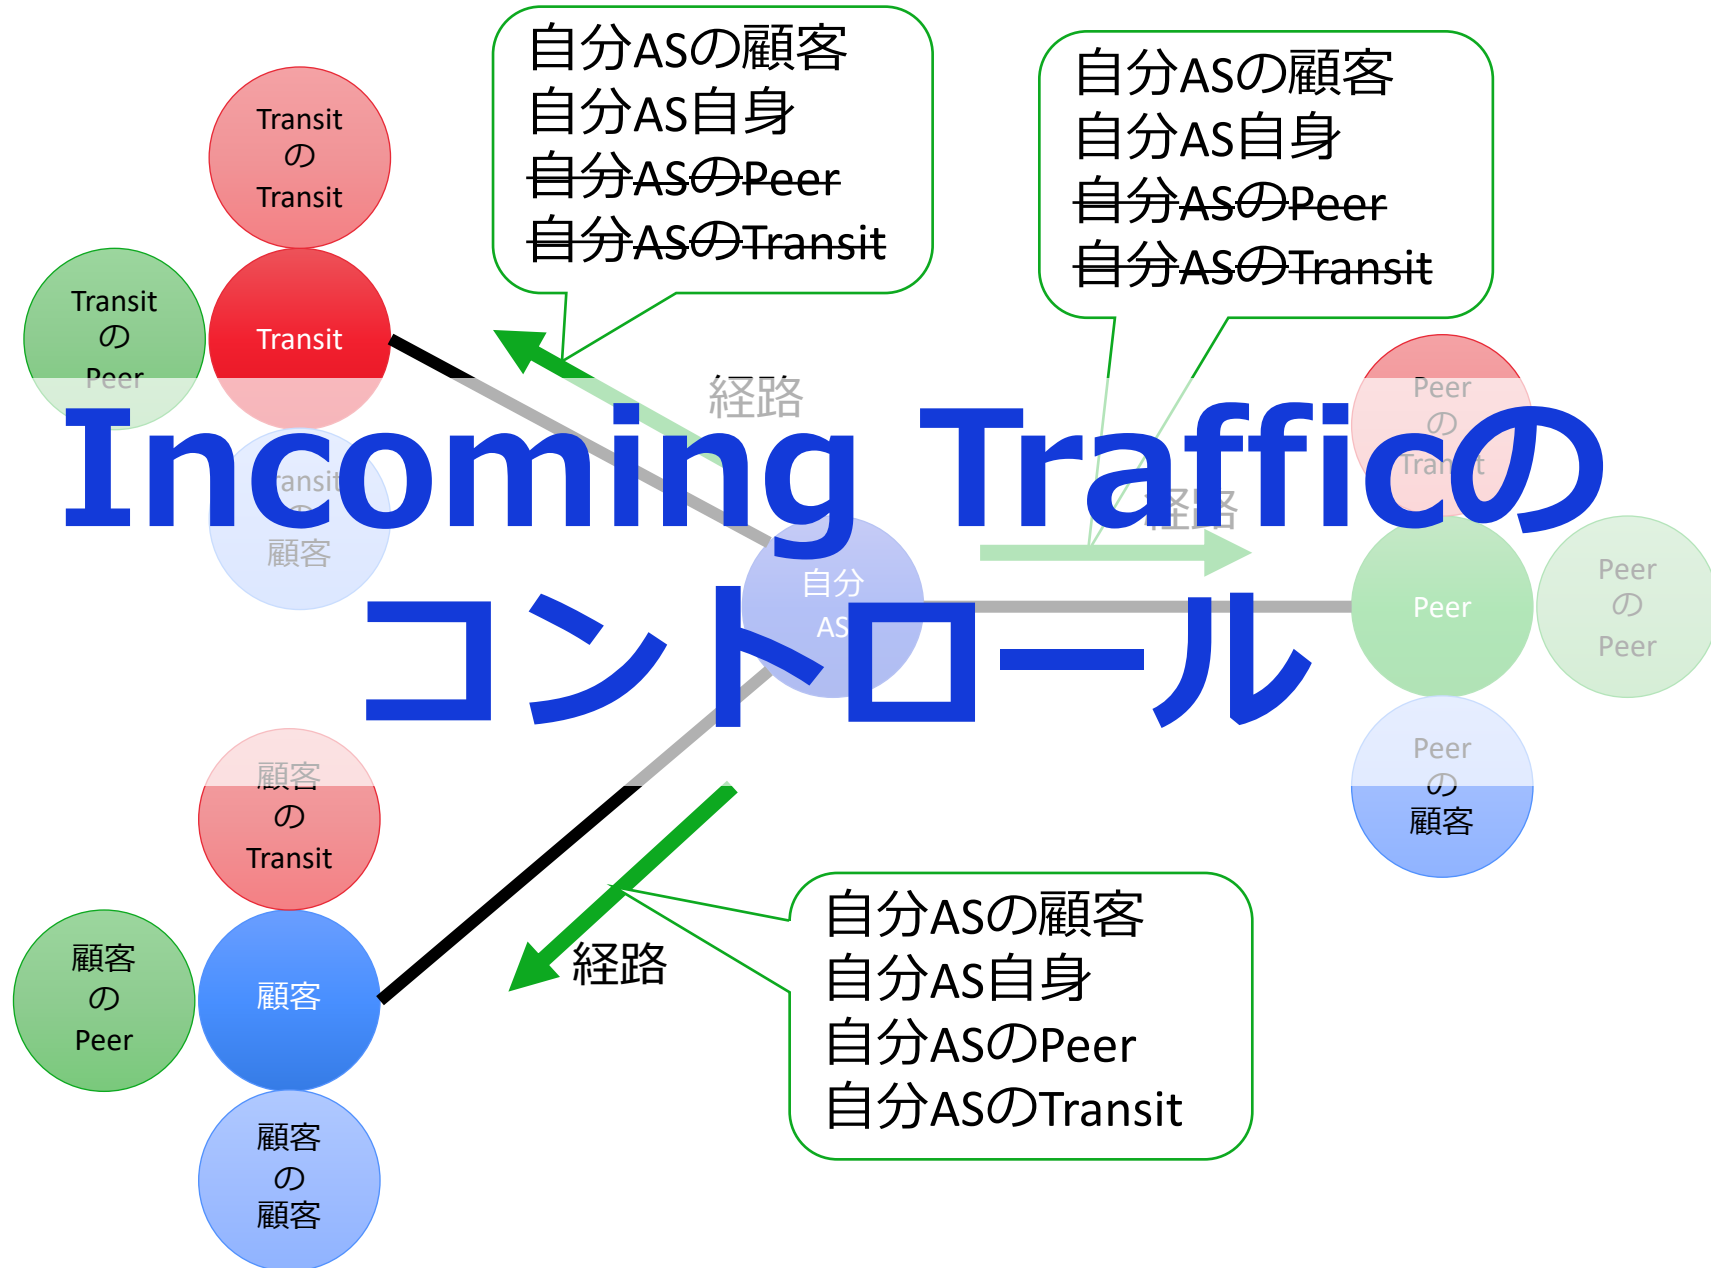 自分ASの顧客
自分AS自身
自分ASのPeer
自分ASのTransit
自分ASの顧客
自分AS自身
自分ASのPeer
自分ASのTransit
Transit
の
Transit
Transit
の
Peer
Transit
経路
Peer
の
Transit
Incoming Trafficの
コントロール
Transit
の
顧客
経路
自分
AS
Peer
Peer
の
Peer
Peer
の
顧客
顧客
の
Transit
顧客
の
Peer
顧客
経路
自分ASの顧客
自分AS自身
自分ASのPeer
自分ASのTransit
顧客
の
顧客